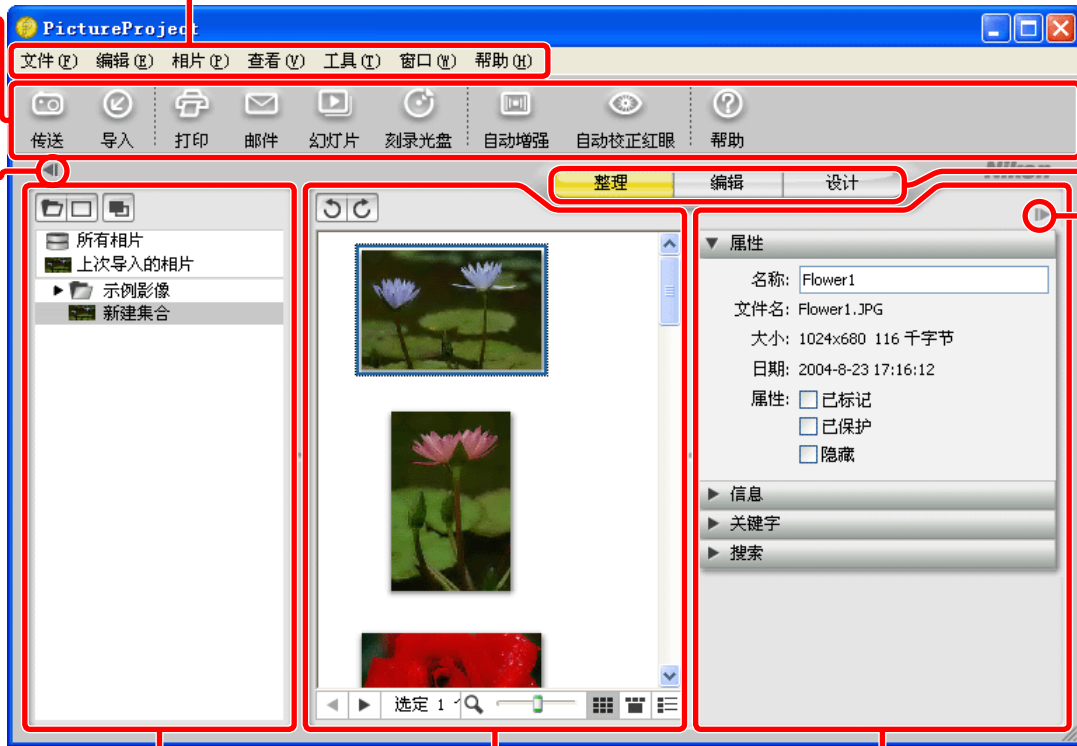 PictureProject
文件(F) 编辑(E) 相片(P) 查看(V) 工具(T) 窗口(W) 帮助(H)
传送 导入 打印 邮件 幻灯片 刻录光盘 自动增强 自动校正红眼 帮助
Nikon
整理 编辑 设计
所有相片
上次导入的相片
示例影像
新建集合
选定 1
属性
名称: Flower1
文件名: Flower1.JPG
大小: 1024x680 116 千字节
日期: 2004-8-23 17:16:12
属性: 已标记
已保护
隐藏
信息
关键字
搜索